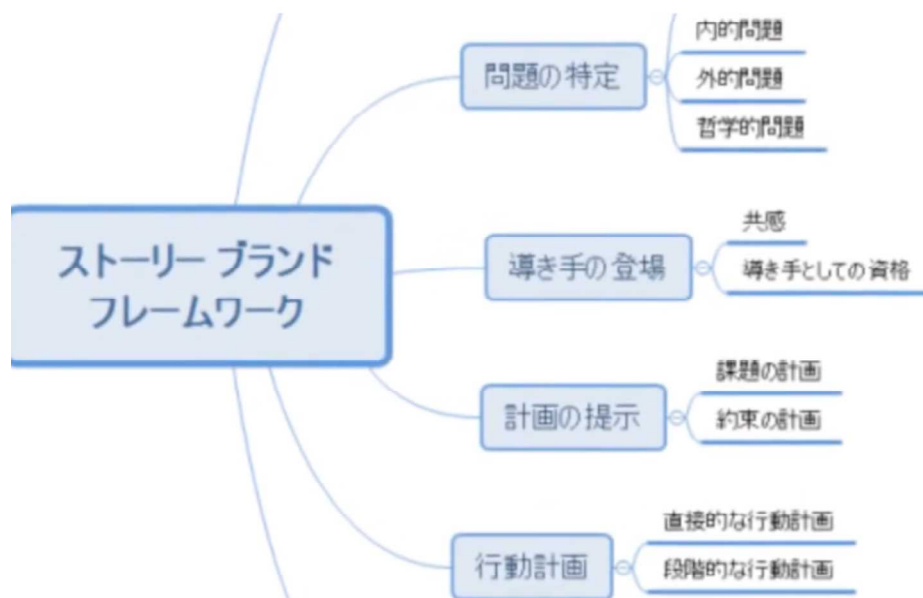 内的問題
問題の特定
外的問題
哲学的問題
ストーリー ブランド
フレームワーク
共感
導き手の登場
導き手としての資格
課題の計画
計画の提示
約束の計画
直接的な行動計画
行動計画
段階的な行動計画